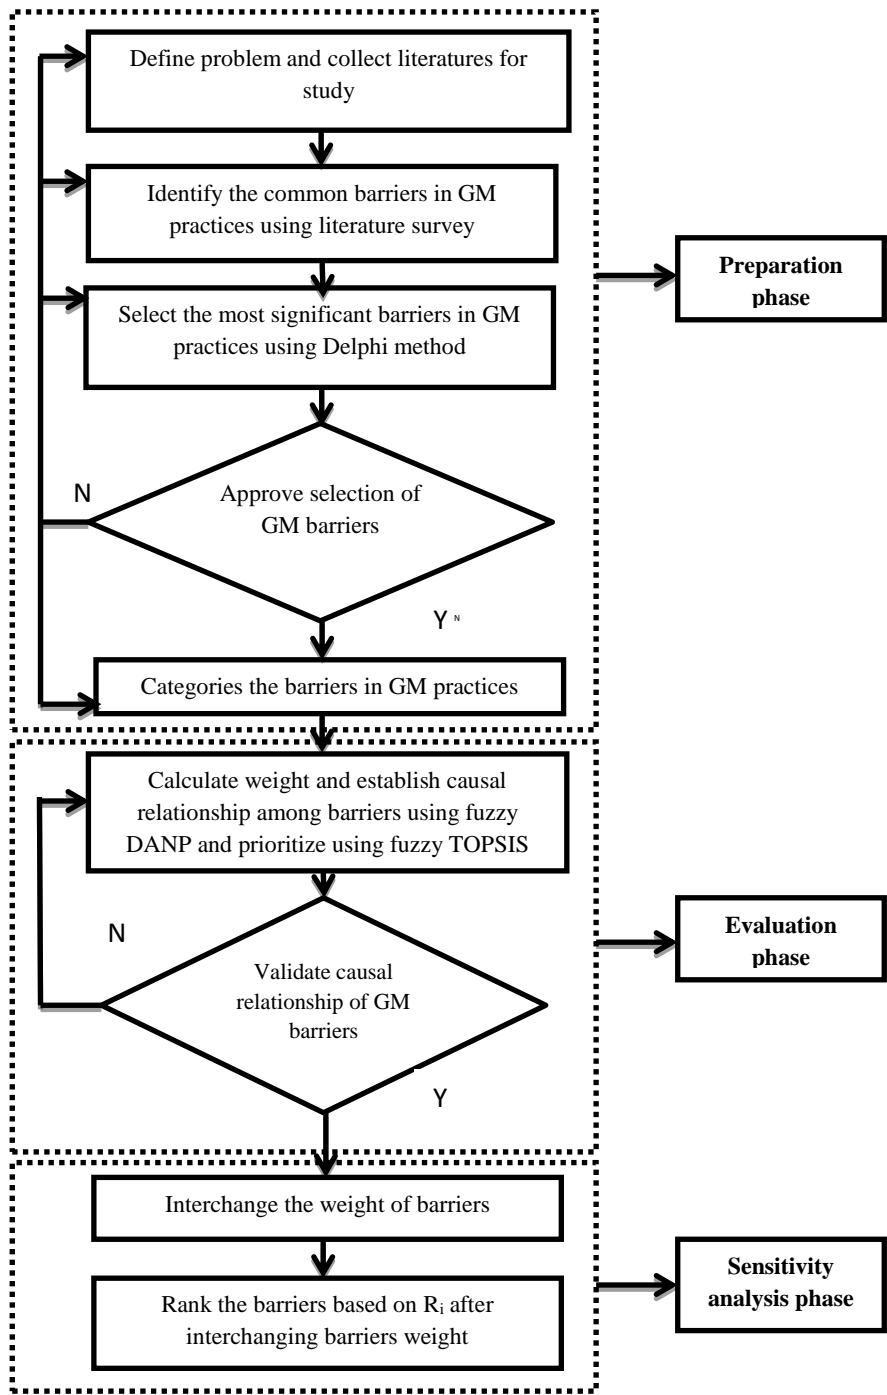 Define problem and collect literatures for
study
Identify the common barriers in GM
practices using literature survey
Preparation
phase
Select the most significant barriers in GM
practices using Delphi method
N
Approve selection of
GM barriers
Y N
Categories the barriers in GM practices
Calculate weight and establish causal
relationship among barriers using fuzzy
DANP and prioritize using fuzzy TOPSIS
N
Evaluation
phase
Validate causal
relationship of GM
barriers
Y
Interchange the weight of barriers
Sensitivity
analysis phase
Rank the barriers based on Ri after
interchanging barriers weight